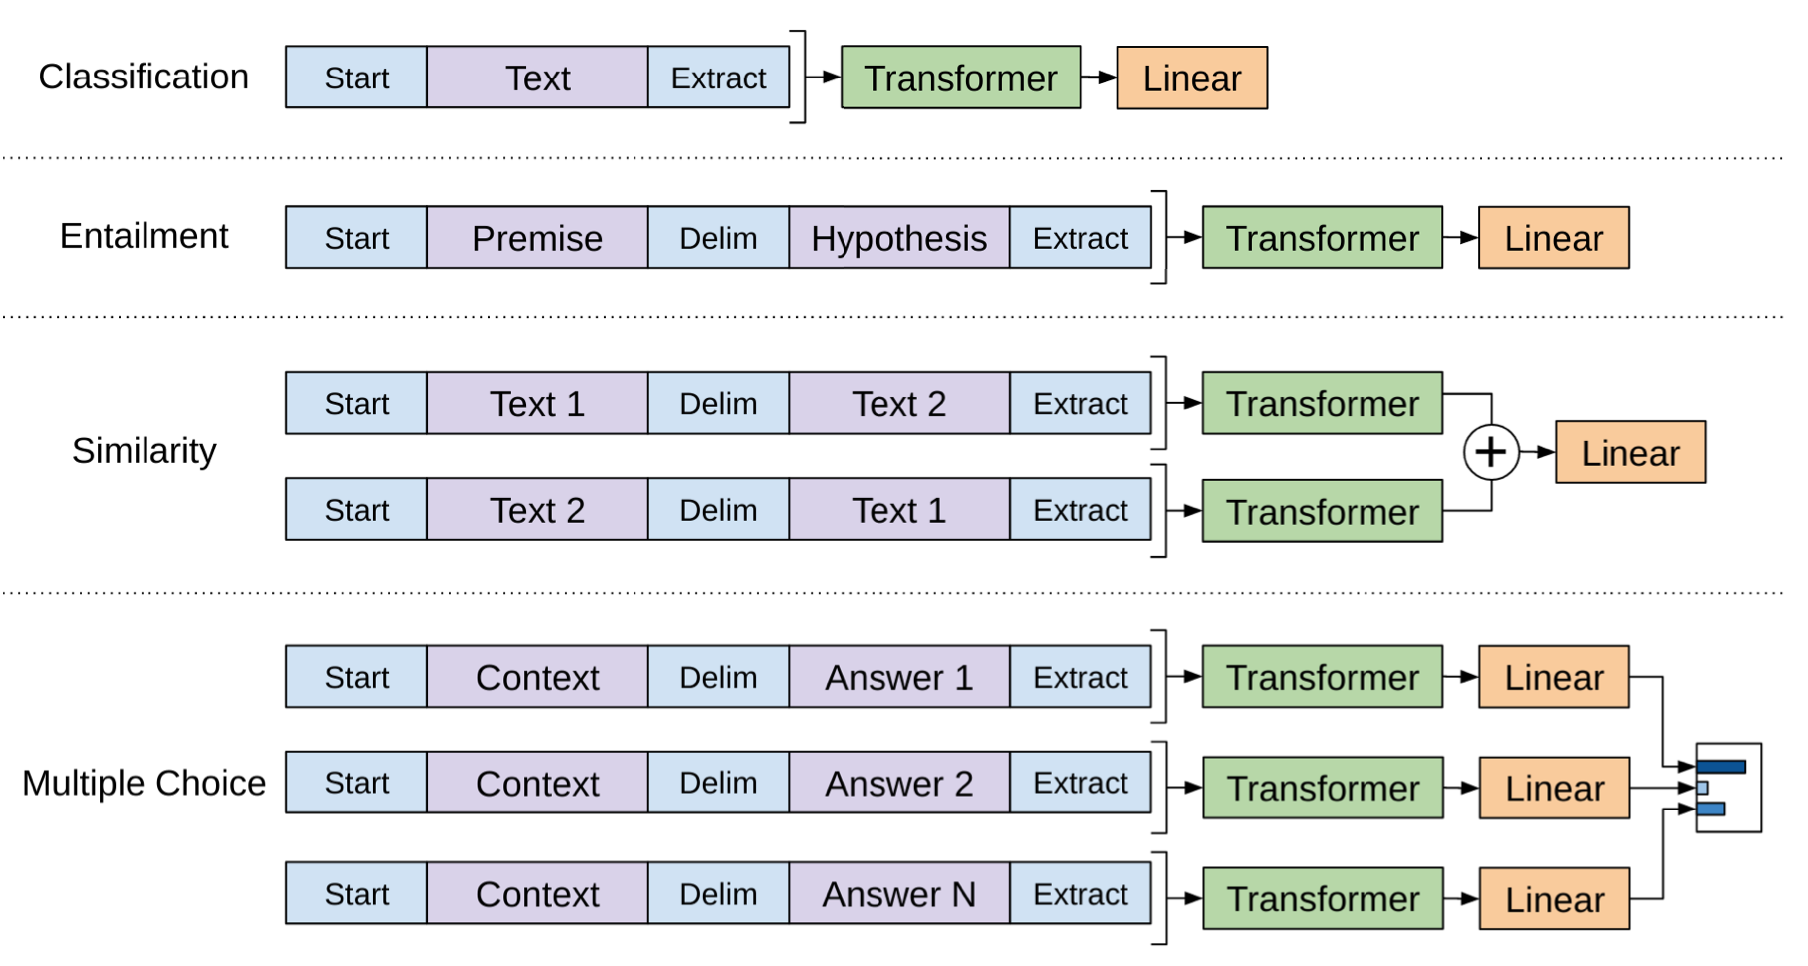 Classification Start Text Extract Transformer Linear
Entailment Start Premise Delim Hypothesis Extract Transformer Linear
Start Text 1 Delim Text 2 Extract Transformer
Similarity + Linear
Start Text 2 Delim Text 1 Extract Transformer
Start Context Delim Answer 1 Extract Transformer Linear
Multiple Choice Start Context Delim Answer 2 Extract Transformer Linear
Start Context Delim Answer N Extract Transformer Linear